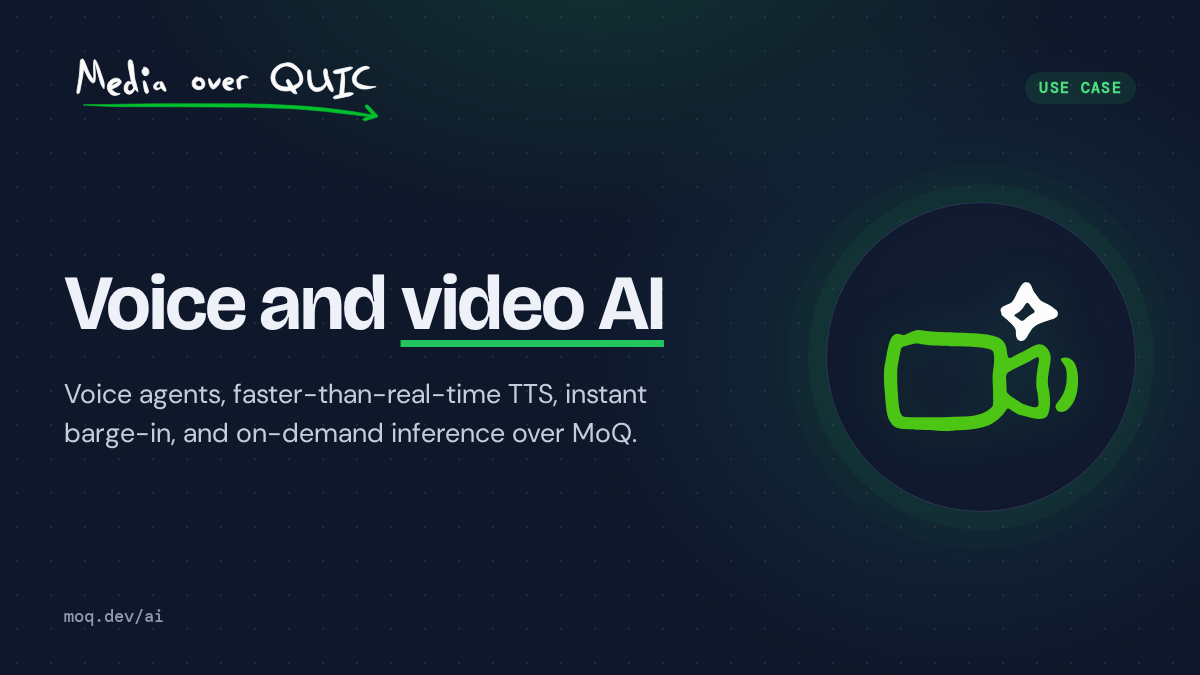 Media over QUIC
USE CASE
Voice and video AI
Voice agents, faster-than-real-time TTS, instant
barge-in, and on-demand inference over MoQ.
moq.dev/ai